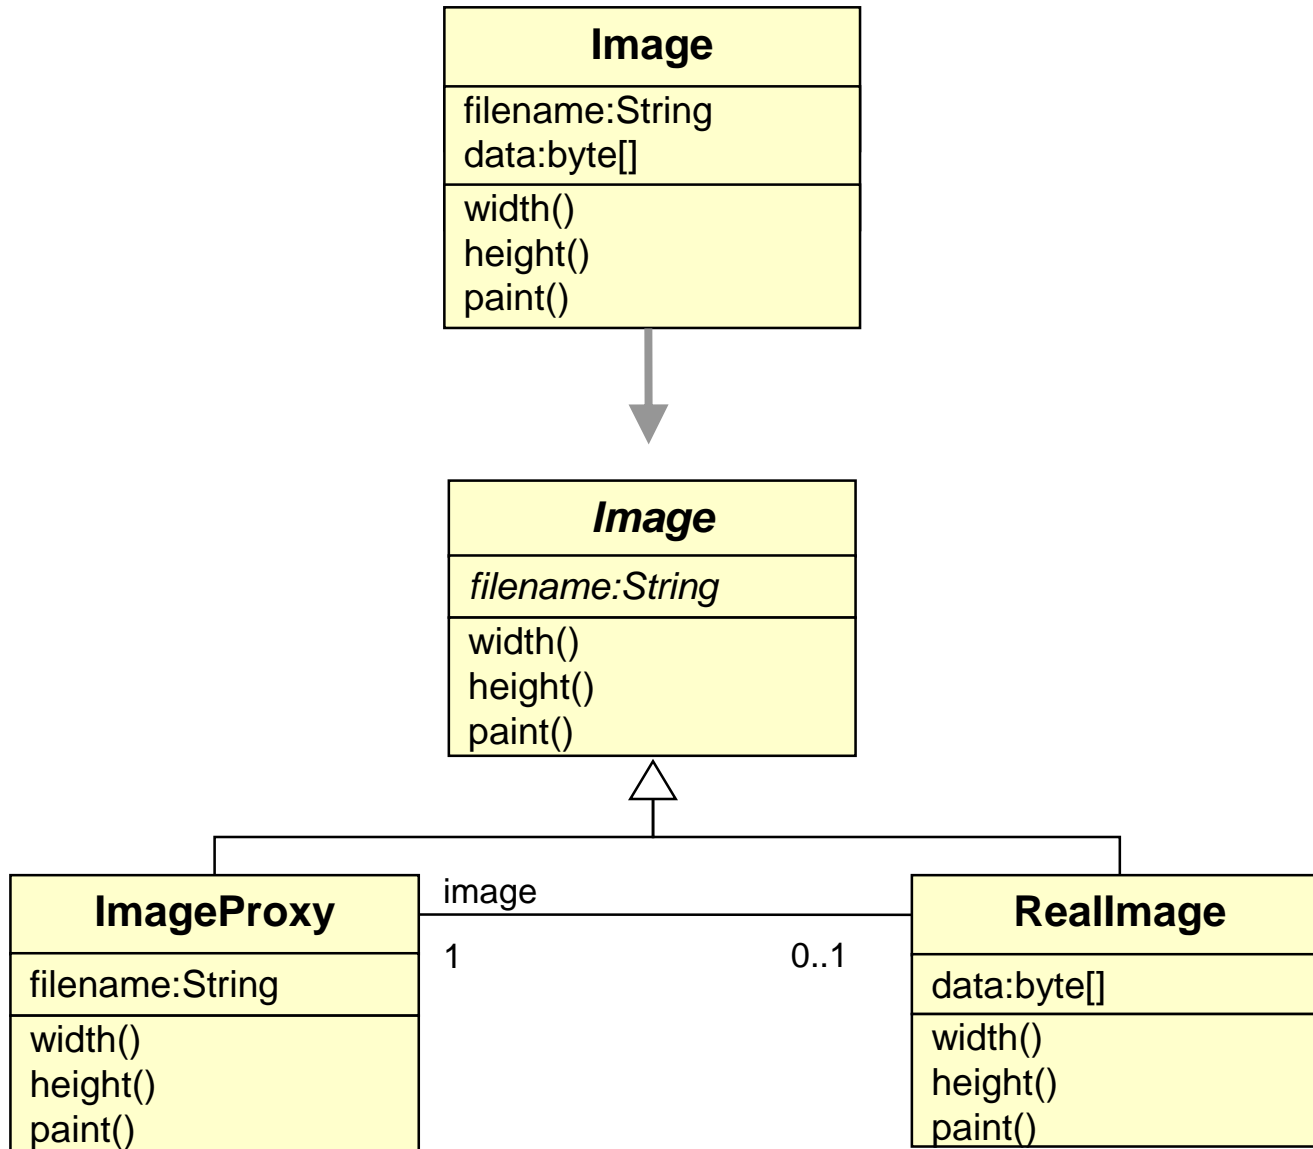 Image
filename:String
data:byte[]
width()
height()
paint()
Image
filename:String
width()
height()
paint()
ImageProxy
filename:String
width()
height()
paint()
image
1
0..1
RealImage
data:byte[]
width()
height()
paint()